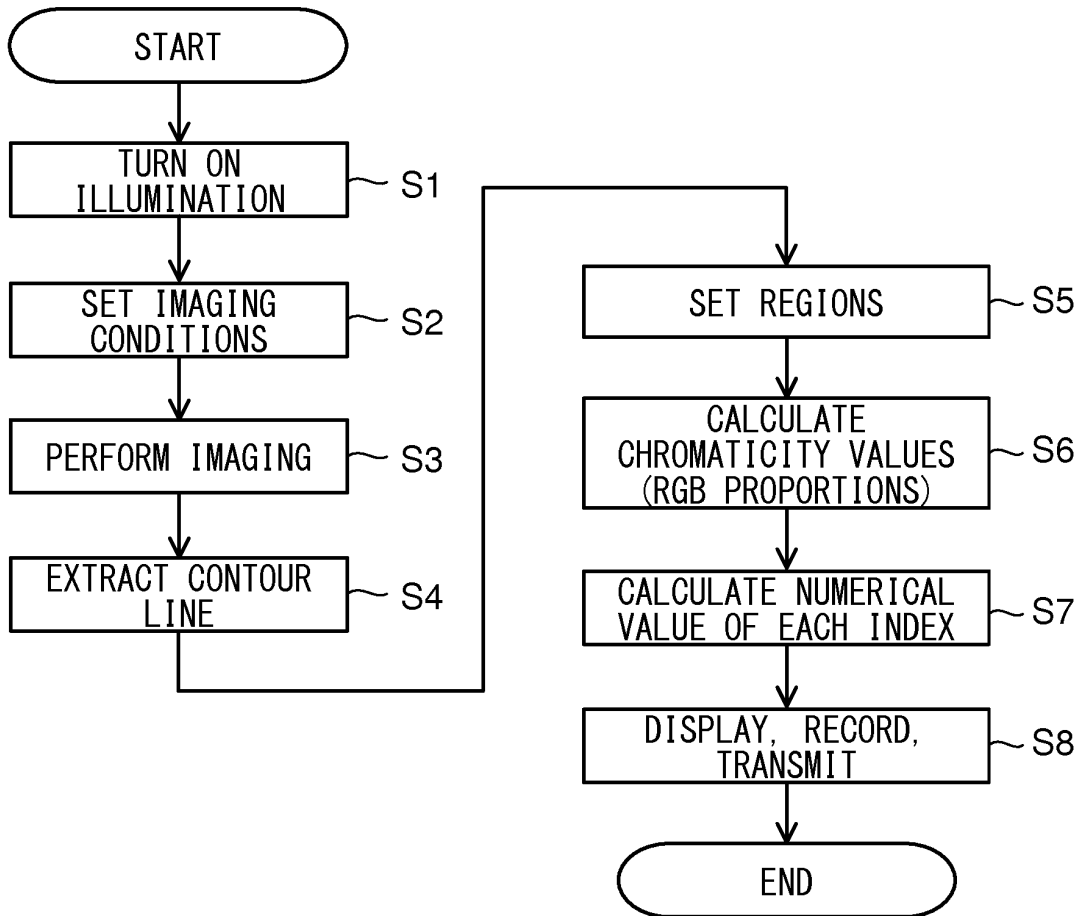 START
TURN ON
ILLUMINATION
S1
SET IMAGING
CONDITIONS
S2
PERFORM IMAGING
S3
EXTRACT CONTOUR
LINE
S4
SET REGIONS
S5
CALCULATE
CHROMATICITY VALUES
(RGB PROPORTIONS)
S6
CALCULATE NUMERICAL
VALUE OF EACH INDEX
S7
DISPLAY, RECORD,
TRANSMIT
S8
END